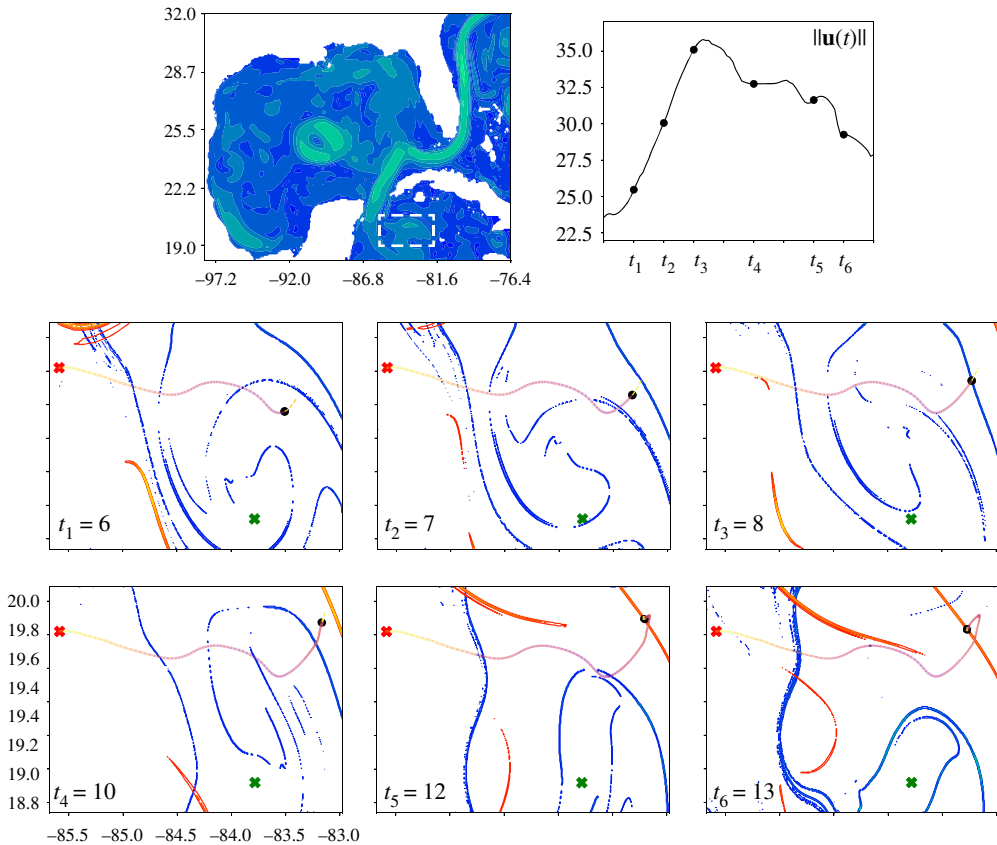 32.0
28.7
25.5
22.2
19.0
−97.2 −92.0 −86.6 −81.6 −76.4
||u(t)||
35.0
32.5
30.0
27.5
25.0
22.5
t1 t2 t3 t4 t5 t6
t1 = 6
t2 = 7
t3 = 8
20.0
19.8
19.6
19.5
19.4
19.2
19.0
18.8
t4 = 10
t5 = 12
t6 = 13
−85.5 −85.0 −84.5 −84.0 −83.5 −83.0